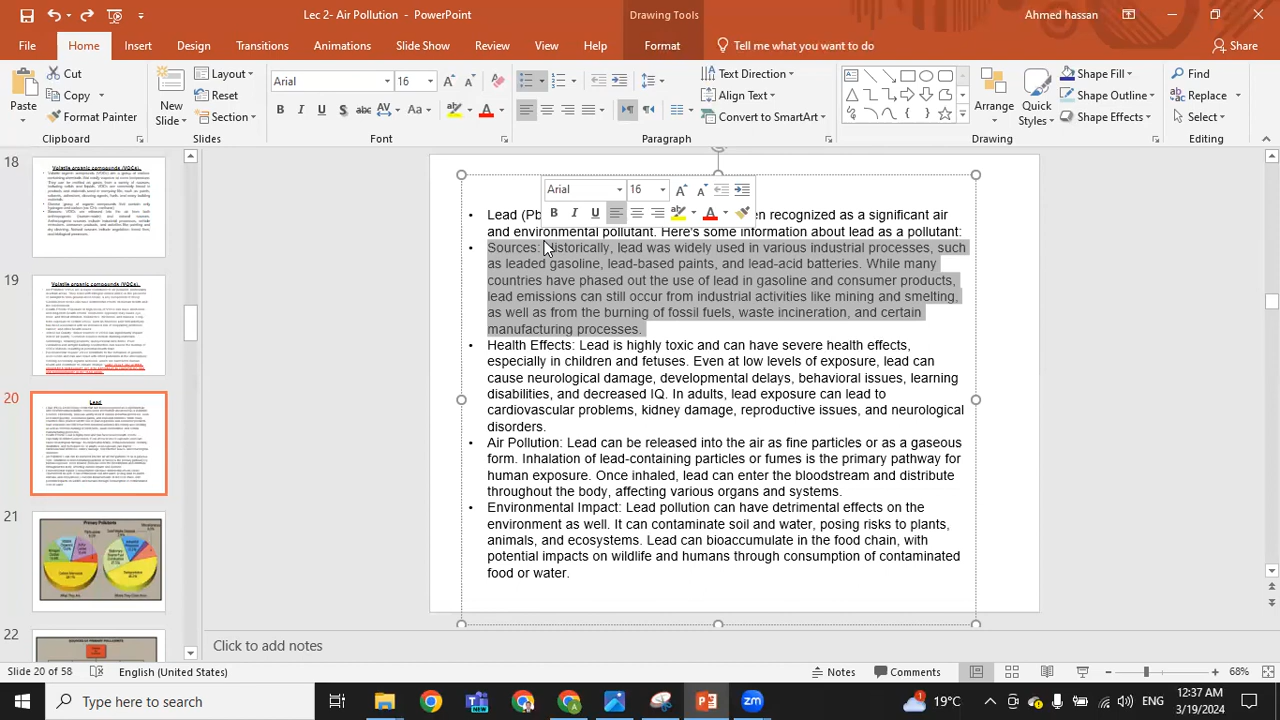 Lec 2- Air Pollution - PowerPoint
Drawing Tools
Ahmed hassan
File Home Insert Design Transitions Animations Slide Show Review View Help Format Tell me what you want to do Share
Paste
Cut
Copy
Format Painter
Clipboard
New
Slide
Layout
Reset
Section
Slides
Arial 16
B I U S abc AV Aa A
Font
Text Direction
Align Text
Convert to SmartArt
Paragraph
Arrange
Quick
Styles
Shape Fill
Shape Outline
Shape Effects
Drawing
Find
Replace
Select
Editing
18
Volatile organic compounds (VOCs).
19
Volatile organic compounds (VOCs).
20
Lead
21
Primary Pollutants
22
Arial 16
• Lead (Pb recognized as a significant air
and environmental pollutant. Here's some information about lead as a pollutant:
• Sources: Historically, lead was widely used in various industrial processes, such
as leaded gasoline, lead-based paints, and lead-acid batteries. While many
countries have phased out the use of lead in gasoline and consumer products,
lead emissions can still occur from industrial activities like mining and smelting,
as well as from the burning of fossil fuels, waste incineration, and certain
manufacturing processes.
• Health Effects: Lead is highly toxic and can have severe health effects,
especially in children and fetuses. Even at low levels of exposure, lead can
cause neurological damage, developmental delays, behavioral issues, learning
disabilities, and decreased IQ. In adults, lead exposure can lead to
cardiovascular problems, kidney damage, reproductive issues, and neurological
disorders.
• Air Pollution: Lead can be released into the air as fine particles or as a gaseous
form. Inhalation of lead-containing particles or fumes is the primary pathway for
human exposure. Once inhaled, lead can enter the bloodstream and distribute
throughout the body, affecting various organs and systems.
• Environmental Impact: Lead pollution can have detrimental effects on the
environment as well. It can contaminate soil and water, posing risks to plants,
animals, and ecosystems. Lead can bioaccumulate in the food chain, with
potential impacts on wildlife and humans through consumption of contaminated
food or water.
Click to add notes
Slide 20 of 58 English (United States) Notes Comments 68%
Type here to search
19°C ENG
12:37 AM
3/19/2024